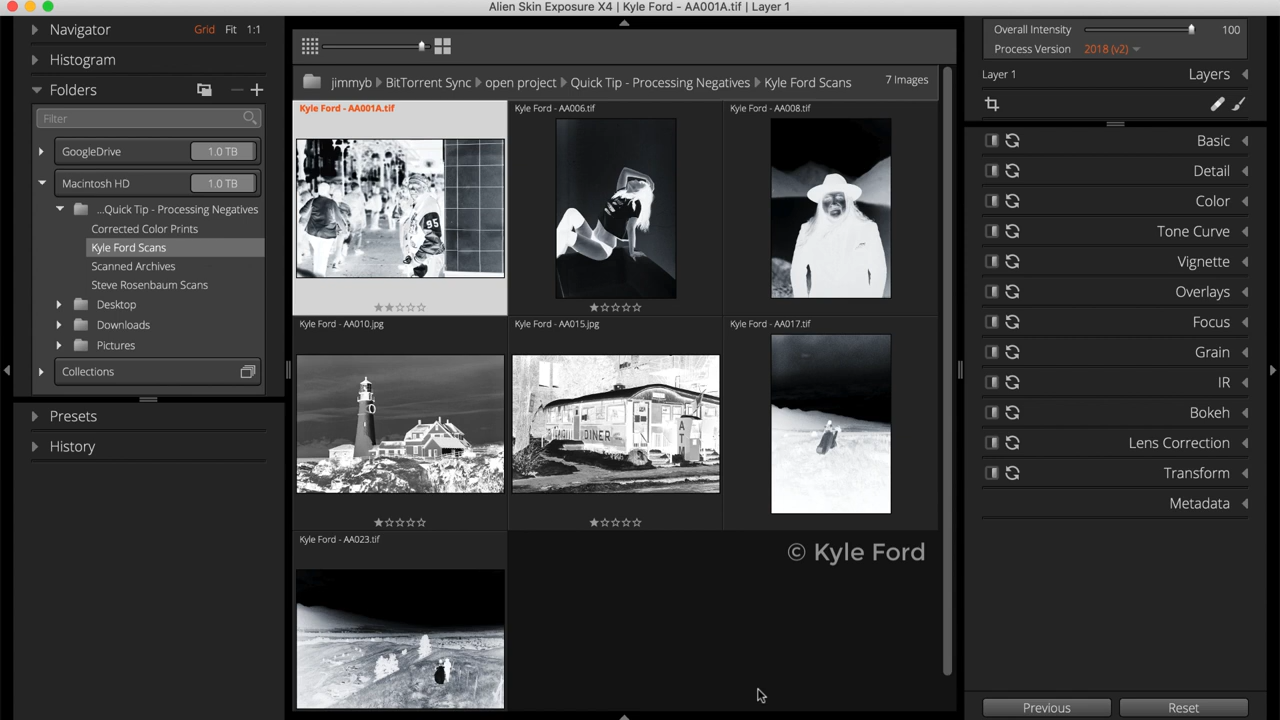 Alien Skin Exposure X4 | Kyle Ford - AA001A.tif | Layer 1
Navigator
Grid Fit 1:1
Histogram
Folders
Filter
GoogleDrive 1.0 TB
Macintosh HD 1.0 TB
...Quick Tip - Processing Negatives
Corrected Color Prints
Kyle Ford Scans
Scanned Archives
Steve Rosenbaum Scans
Desktop
Downloads
Pictures
Collections
Presets
History
jimmyb BitTorrent Sync open project Quick Tip - Processing Negatives Kyle Ford Scans 7 Images
Kyle Ford - AA001A.tif
95
Kyle Ford - AA006.tif
Kyle Ford - AA008.tif
Kyle Ford - AA010.jpg
Kyle Ford - AA015.jpg
DINER
ATM
Kyle Ford - AA017.tif
Kyle Ford - AA023.tif
© Kyle Ford
Overall Intensity 100
Process Version 2018 (v2)
Layer 1 Layers
Basic
Detail
Color
Tone Curve
Vignette
Overlays
Focus
Grain
IR
Bokeh
Lens Correction
Transform
Metadata
Previous Reset